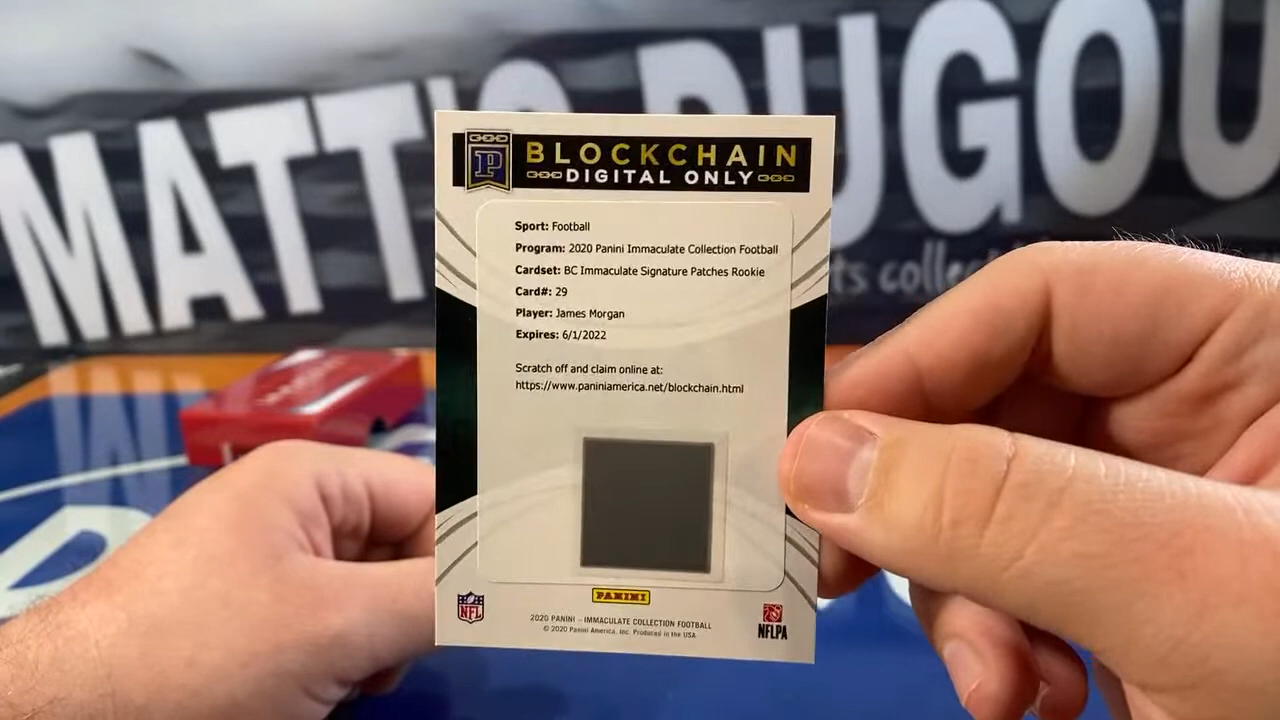 MATT'S DUGOU
ts collec
P
BLOCKCHAIN
DIGITAL ONLY
Sport: Football
Program: 2020 Panini Immaculate Collection Football
Cardset: BC Immaculate Signature Patches Rookie
Card#: 29
Player: James Morgan
Expires: 6/1/2022
Scratch off and claim online at:
https://www.paniniamerica.net/blockchain.html
PANINI
NFL
2020 PANINI – IMMACULATE COLLECTION FOOTBALL
© 2020 Panini America, Inc. Produced in the USA
NFLPA